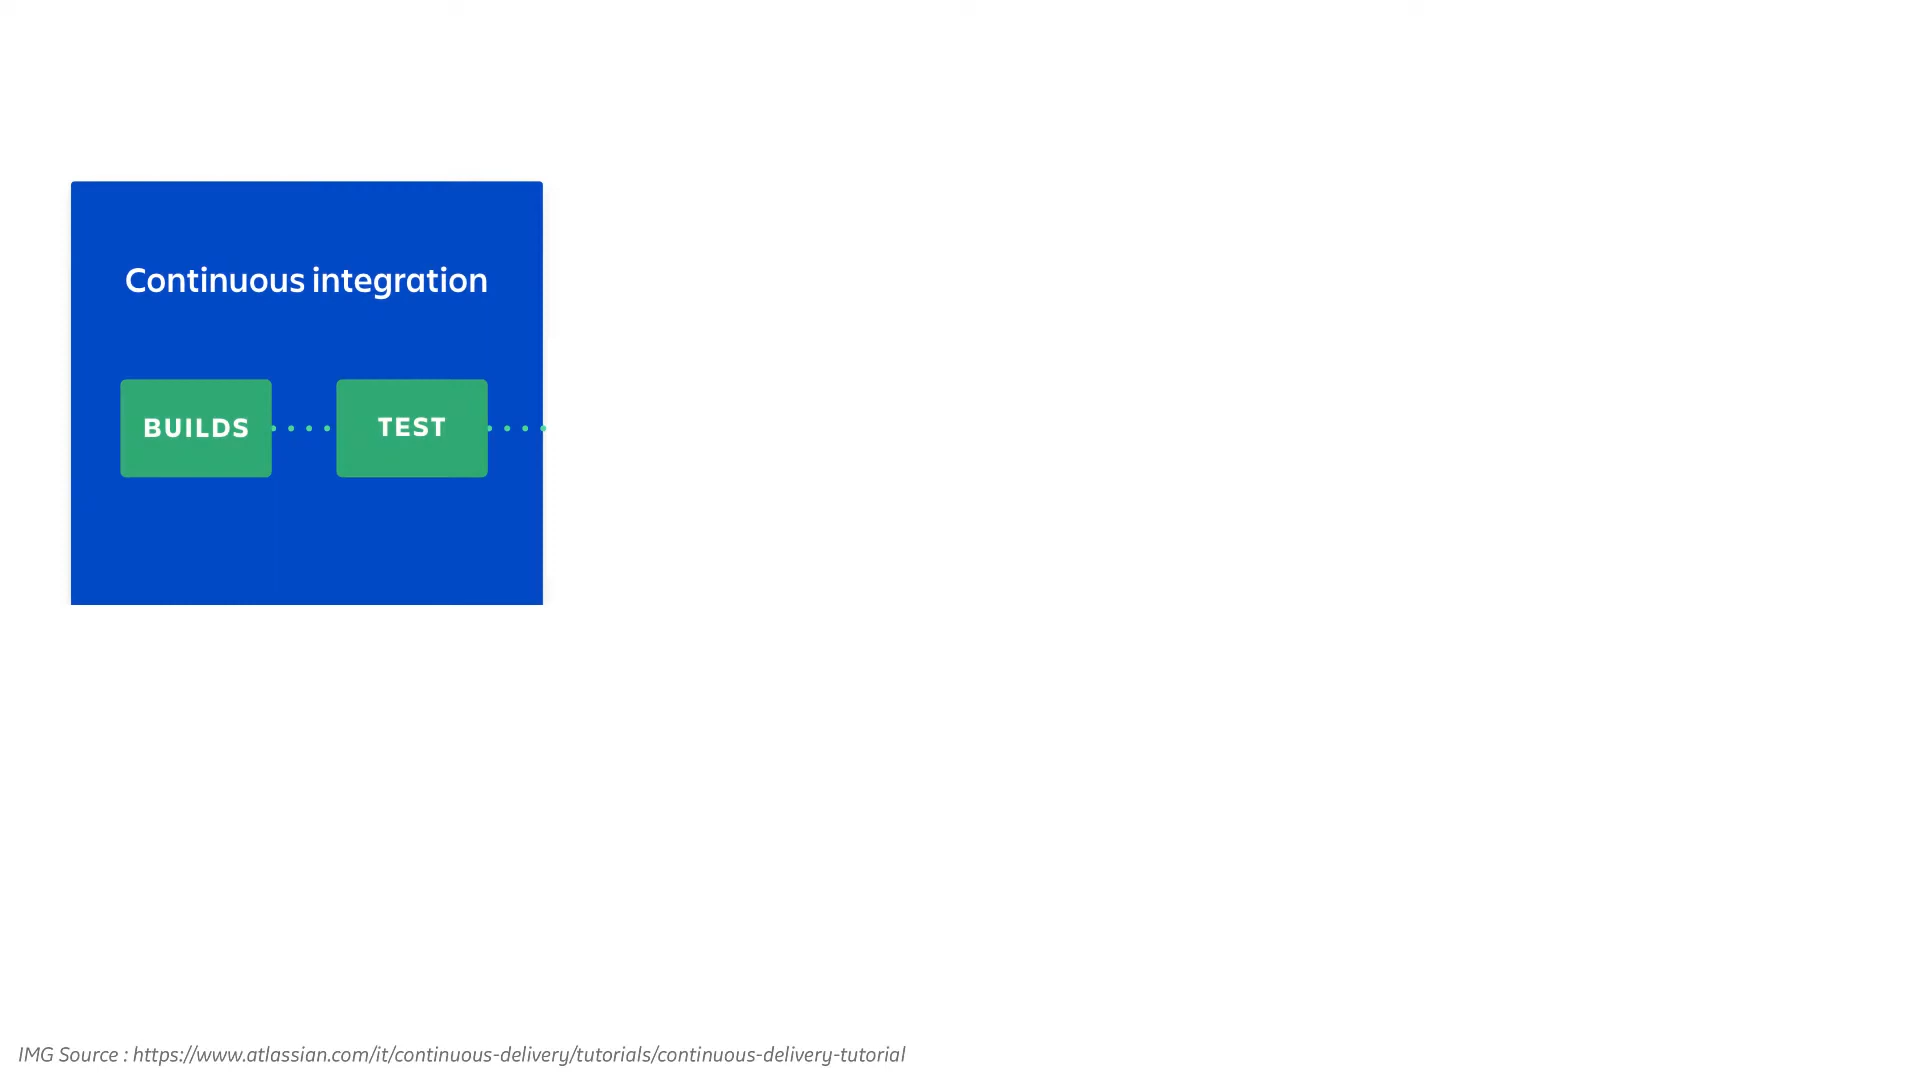 Continuous integration
BUILDS
TEST
IMG Source : https://www.atlassian.com/it/continuous-delivery/tutorials/continuous-delivery-tutorial